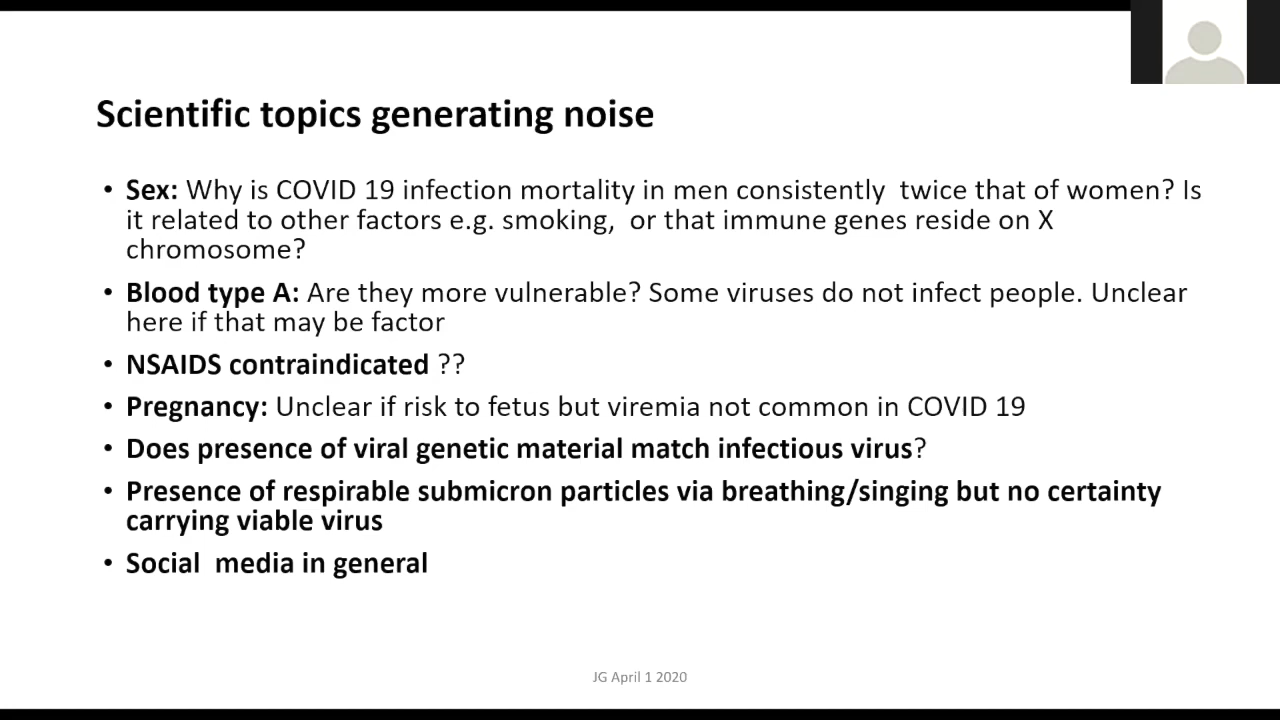 Scientific topics generating noise
• Sex: Why is COVID 19 infection mortality in men consistently  twice that of women? Is
it related to other factors e.g. smoking,  or that immune genes reside on X
chromosome?
• Blood type A: Are they more vulnerable? Some viruses do not infect people. Unclear
here if that may be factor
• NSAIDS contraindicated ??
• Pregnancy: Unclear if risk to fetus but viremia not common in COVID 19
• Does presence of viral genetic material match infectious virus?
• Presence of respirable submicron particles via breathing/singing but no certainty
carrying viable virus
• Social  media in general
JG April 1 2020